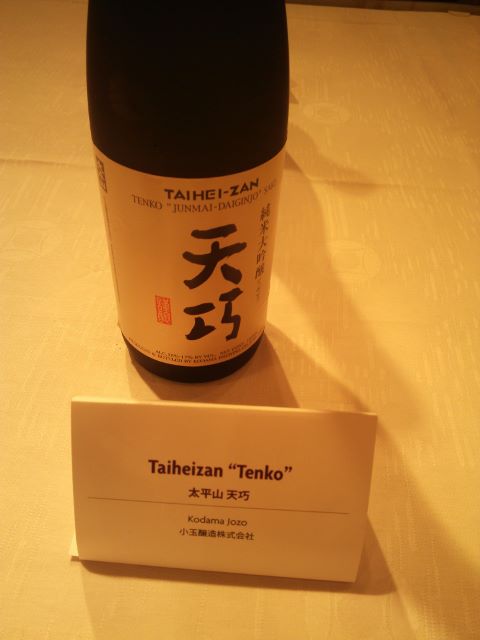 TAIHEI-ZAN
TENKO "JUNMAI-DAIGINJO" SAKE
純米大吟醸
天巧
Taiheizan “Tenko”
太平山 天巧
Kodama Jozo
小玉醸造株式会社